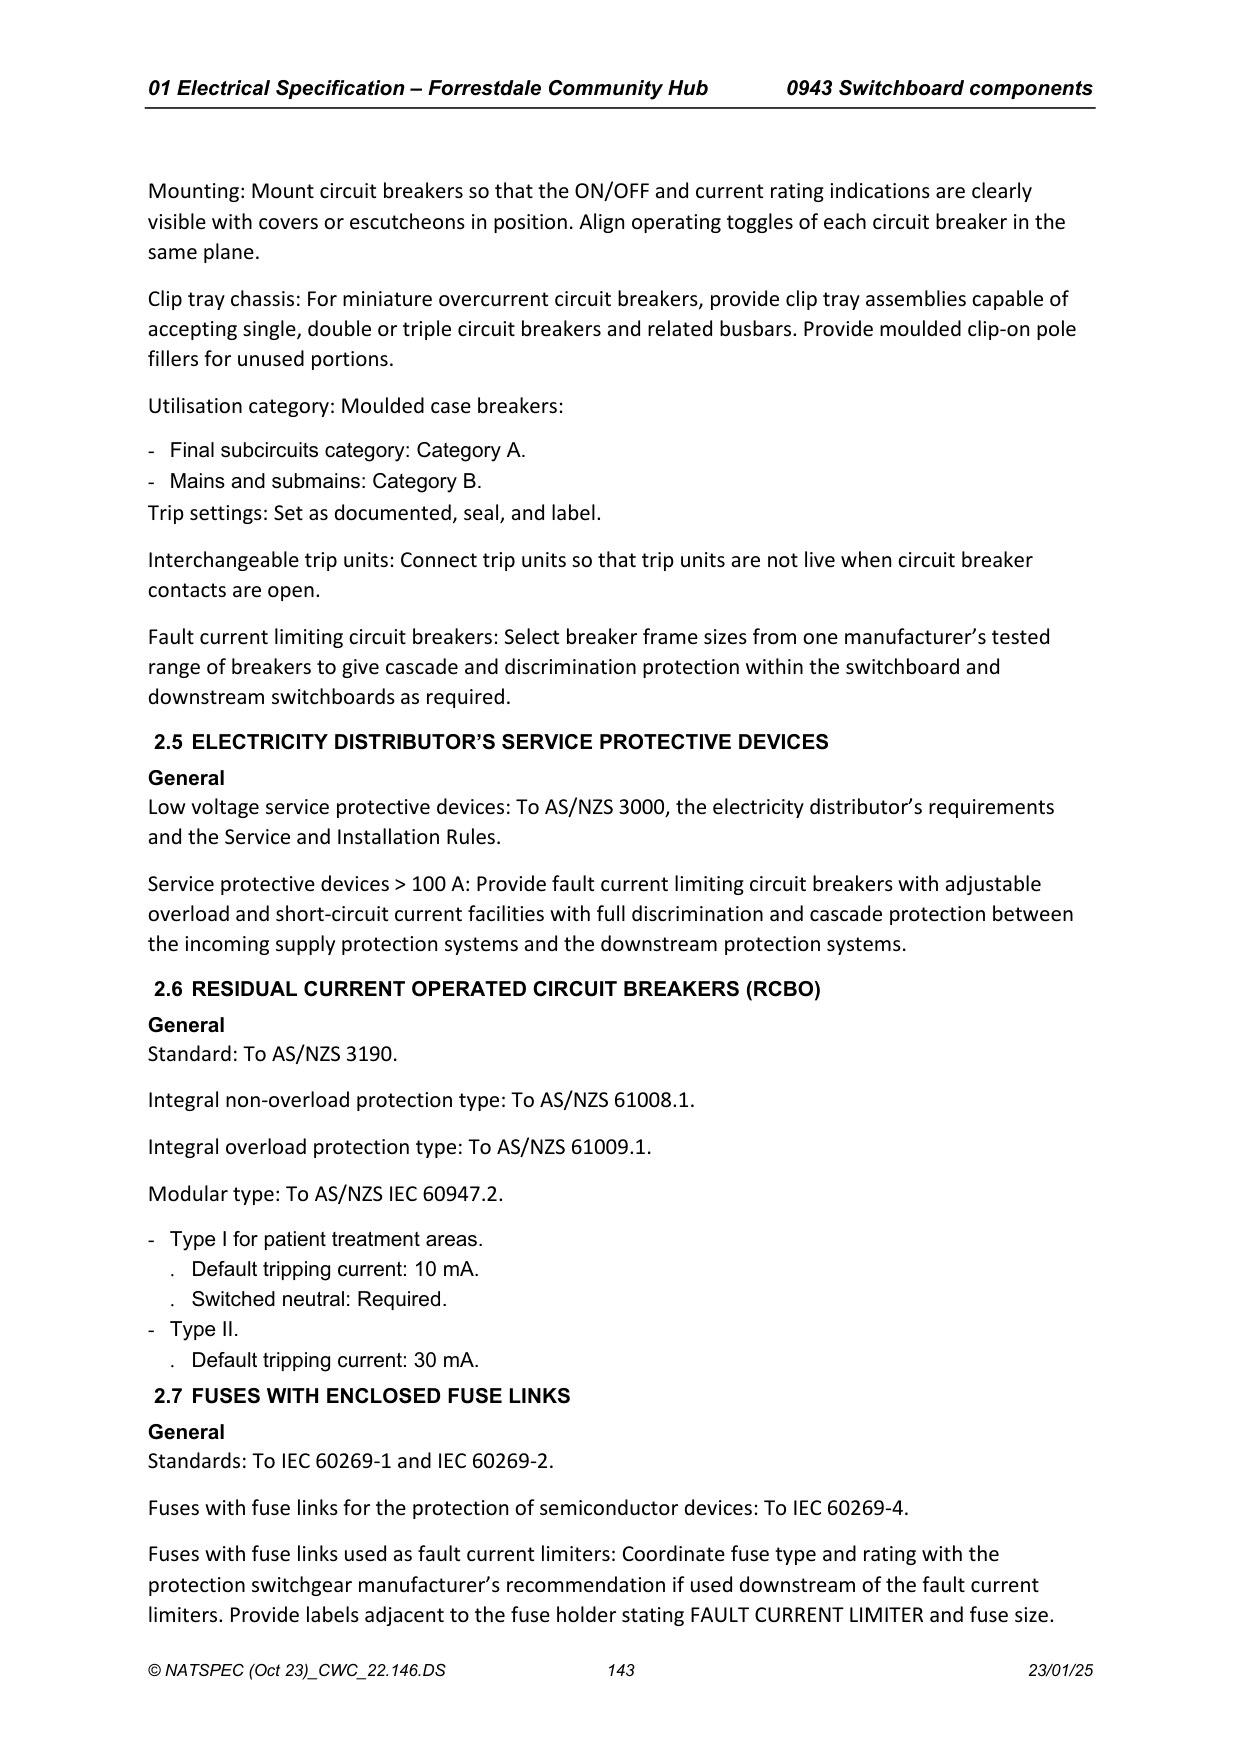 01 Electrical Specification – Forrestdale Community Hub 0943 Switchboard components
Mounting: Mount circuit breakers so that the ON/OFF and current rating indications are clearly
visible with covers or escutcheons in position. Align operating toggles of each circuit breaker in the
same plane.
Clip tray chassis: For miniature overcurrent circuit breakers, provide clip tray assemblies capable of
accepting single, double or triple circuit breakers and related busbars. Provide moulded clip-on pole
fillers for unused portions.
Utilisation category: Moulded case breakers:
- Final subcircuits category: Category A.
- Mains and submains: Category B.
Trip settings: Set as documented, seal, and label.
Interchangeable trip units: Connect trip units so that trip units are not live when circuit breaker
contacts are open.
Fault current limiting circuit breakers: Select breaker frame sizes from one manufacturer’s tested
range of breakers to give cascade and discrimination protection within the switchboard and
downstream switchboards as required.
2.5 ELECTRICITY DISTRIBUTOR’S SERVICE PROTECTIVE DEVICES
General
Low voltage service protective devices: To AS/NZS 3000, the electricity distributor’s requirements
and the Service and Installation Rules.
Service protective devices > 100 A: Provide fault current limiting circuit breakers with adjustable
overload and short-circuit current facilities with full discrimination and cascade protection between
the incoming supply protection systems and the downstream protection systems.
2.6 RESIDUAL CURRENT OPERATED CIRCUIT BREAKERS (RCBO)
General
Standard: To AS/NZS 3190.
Integral non-overload protection type: To AS/NZS 61008.1.
Integral overload protection type: To AS/NZS 61009.1.
Modular type: To AS/NZS IEC 60947.2.
- Type I for patient treatment areas.
. Default tripping current: 10 mA.
. Switched neutral: Required.
- Type II.
. Default tripping current: 30 mA.
2.7 FUSES WITH ENCLOSED FUSE LINKS
General
Standards: To IEC 60269-1 and IEC 60269-2.
Fuses with fuse links for the protection of semiconductor devices: To IEC 60269-4.
Fuses with fuse links used as fault current limiters: Coordinate fuse type and rating with the
protection switchgear manufacturer’s recommendation if used downstream of the fault current
limiters. Provide labels adjacent to the fuse holder stating FAULT CURRENT LIMITER and fuse size.
© NATSPEC (Oct 23)_CWC_22.146.DS 143 23/01/25